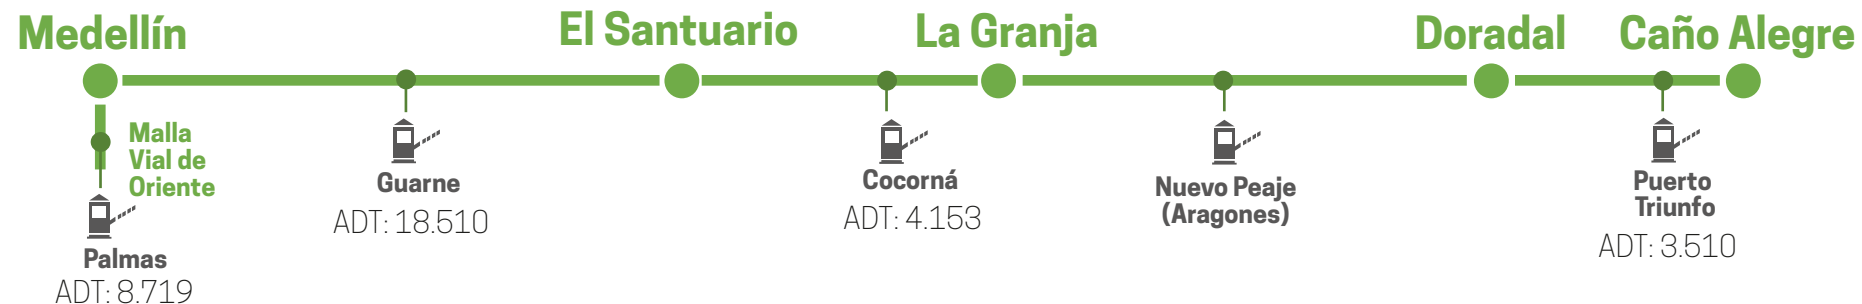 Medellín
El Santuario
La Granja
Doradal
Caño Alegre
Malla
Vial de
Oriente
Palmas
ADT: 8.719
Guarne
ADT: 18.510
Cocorná
ADT: 4.153
Nuevo Peaje
(Aragones)
Puerto
Triunfo
ADT: 3.510